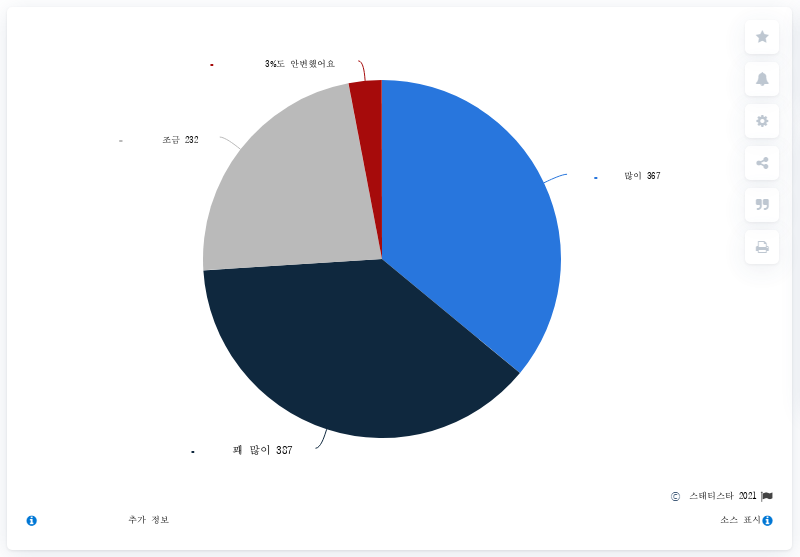 3%도 안변했어요
조금 232
많이 367
꽤 많이 387
© 스태티스타 2021
추가 정보
소스 표시